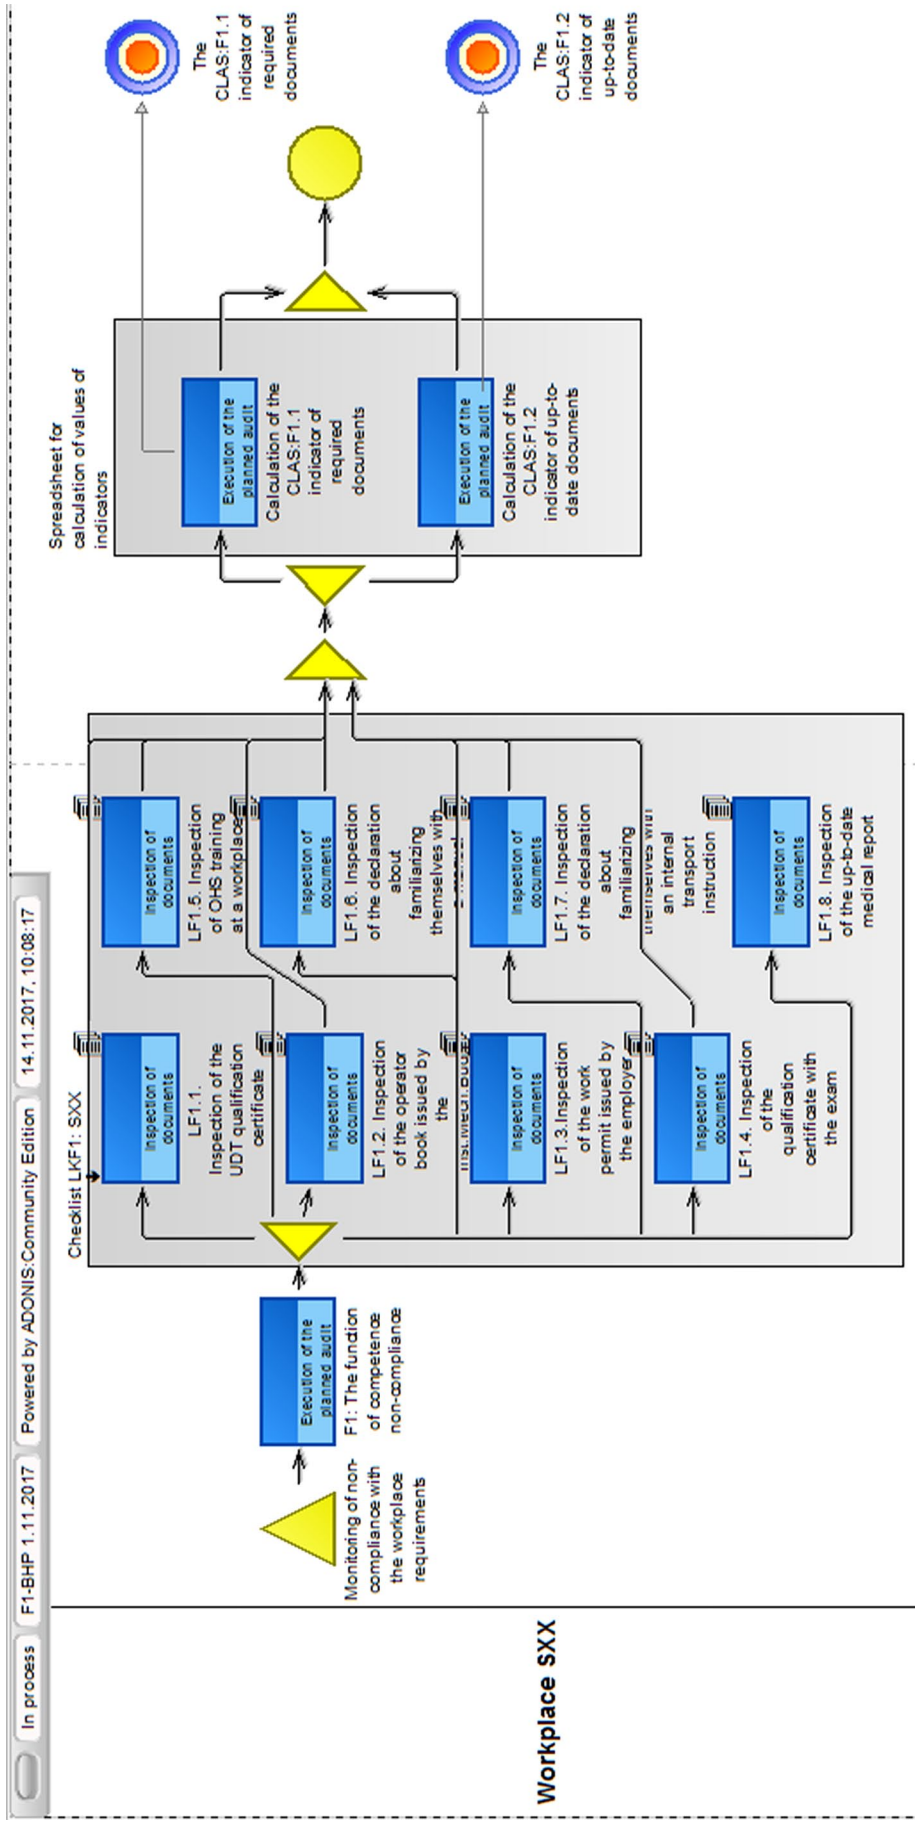 In process
F1-BHP 1.11.2017
Powered by ADONIS:Community Edition
14.11.2017, 10:08:17
Workplace SXX
Monitoring of non-
compliance with
the workplace
requirements
Execution of the
planned audit
F1: The function
of competence
non-compliance
Checklist LKF1: SXX
Inspection of
documents
LF1.1.
Inspection of the
UDT qualification
certificate
Inspection of
documents
LF1.2. Inspection
of the operator
book issued by
the
Inspection of
documents
LF1.3.Inspection
of the work
permit issued by
the employer
Inspection of
documents
LF1.4. Inspection
of the
qualification
certificate with
the exam
Inspection of
documents
LF1.5. Inspection
of OHS training
at a workplace
Inspection of
documents
LF1.6. Inspection
of the declaration
about
familiarizing
themselves with
Inspection of
documents
LF1.7. Inspection
of the declaration
about
familiarizing
themselves with
an internal
transport
instruction
Inspection of
documents
LF1.8. Inspection
of the up-to-date
medical report
Spreadsheet for
calculation of values of
indicators
Execution of the
planned audit
Calculation of the
CLAS:F1.1
indicator of
required
documents
Execution of the
planned audit
Calculation of the
CLAS:F1.2
indicator of up-to-
date documents
The
CLAS:F1.1
indicator of
required
documents
The
CLAS:F1.2
indicator of
up-to-date
documents